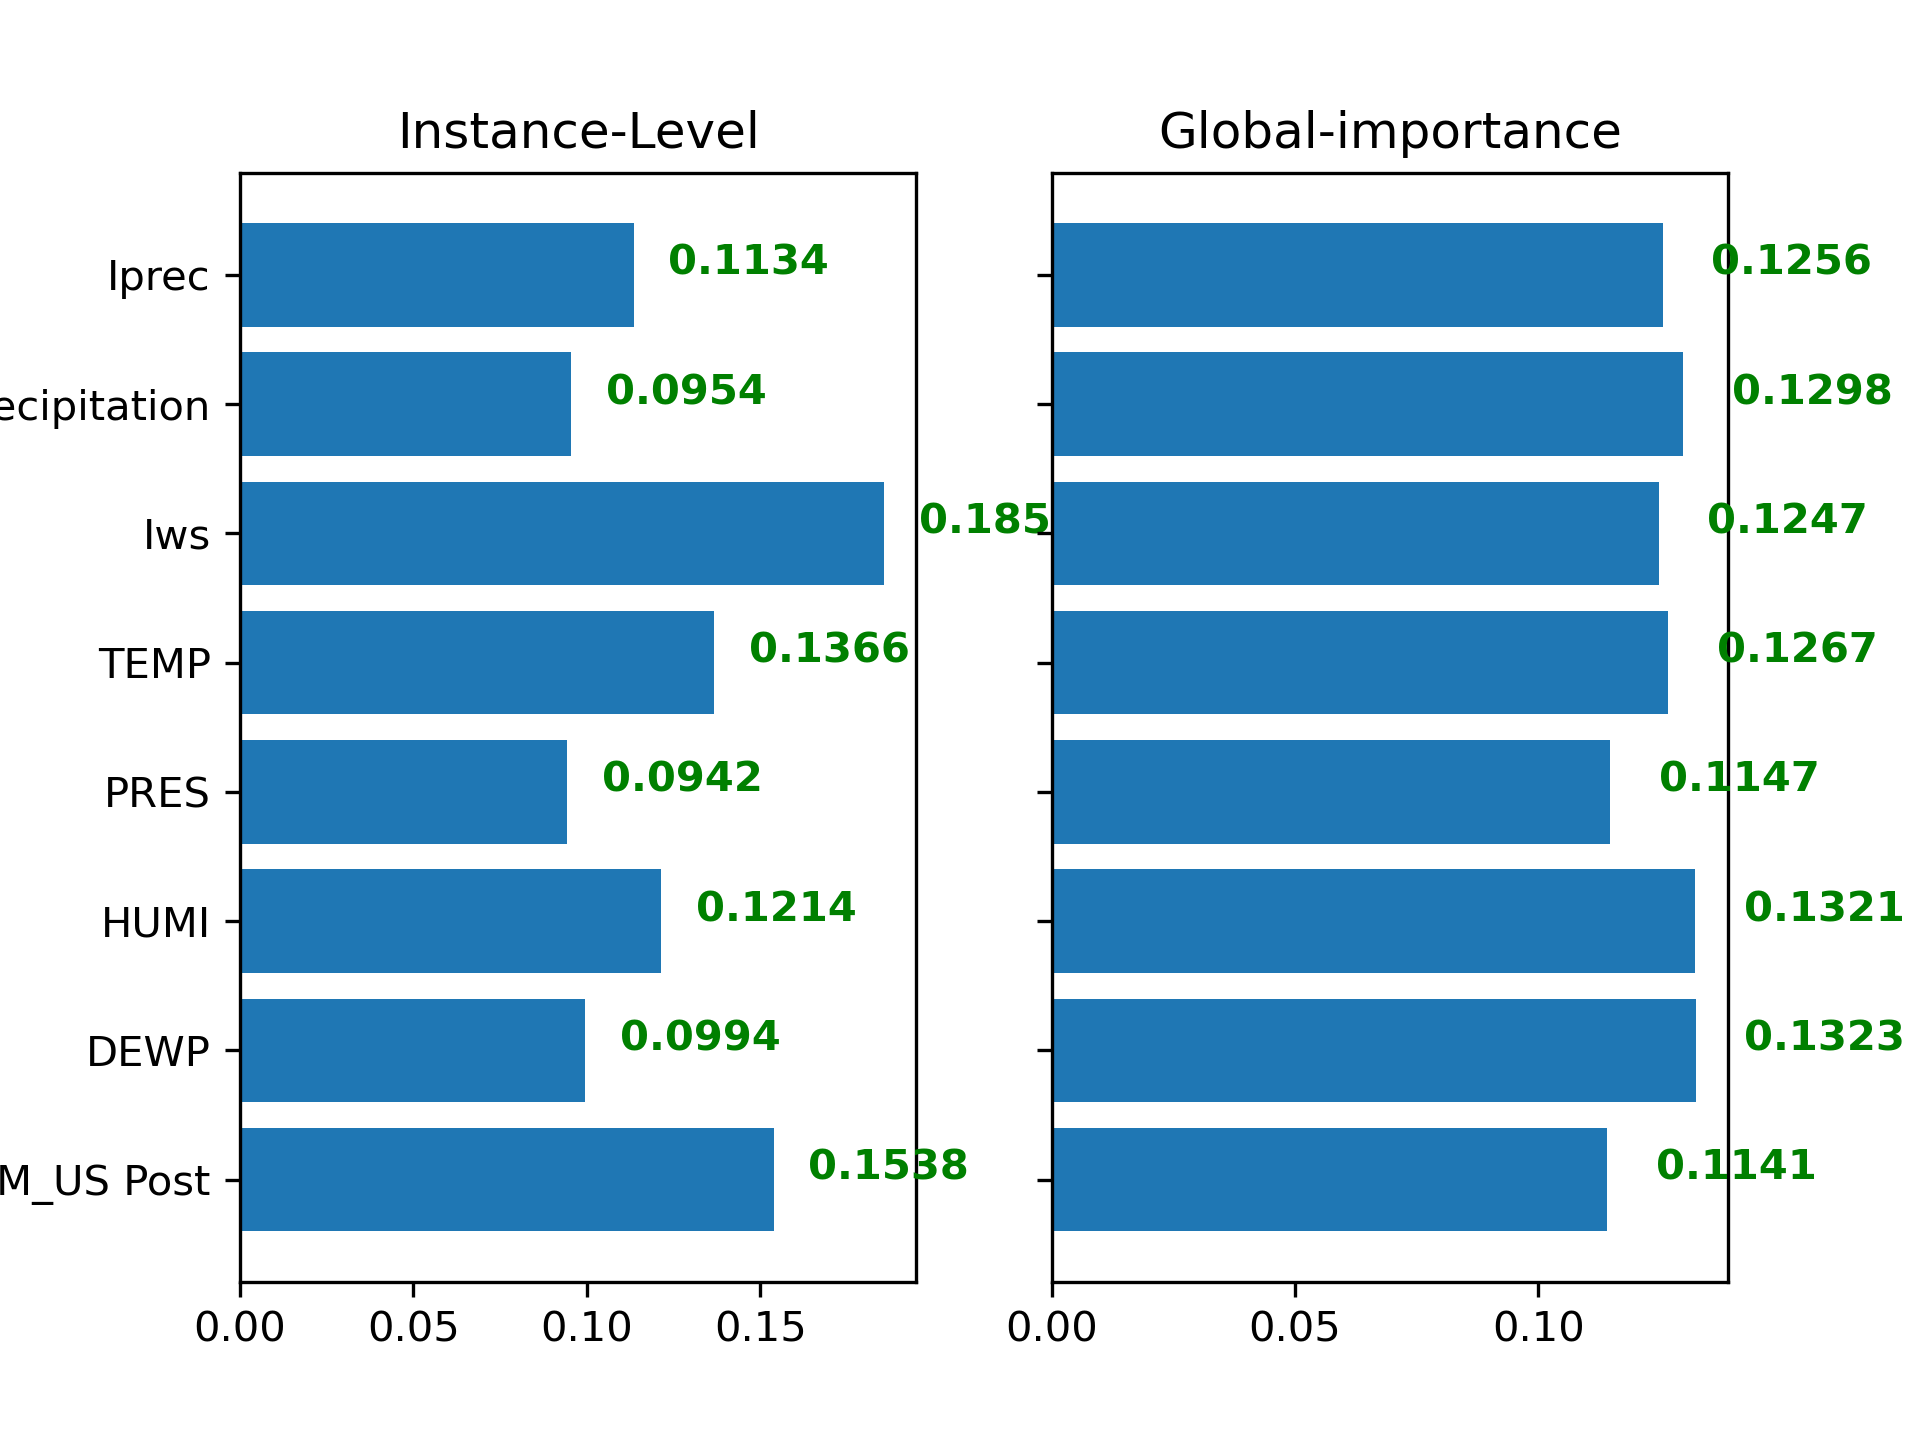 Instance-Level
Global-importance
Iprec 0.1134 0.1256
ecipitation 0.0954 0.1298
Iws 0.185 0.1247
TEMP 0.1366 0.1267
PRES 0.0942 0.1147
HUMI 0.1214 0.1321
DEWP 0.0994 0.1323
M_US Post 0.1538 0.1141
0.00 0.05 0.10 0.15
0.00 0.05 0.10